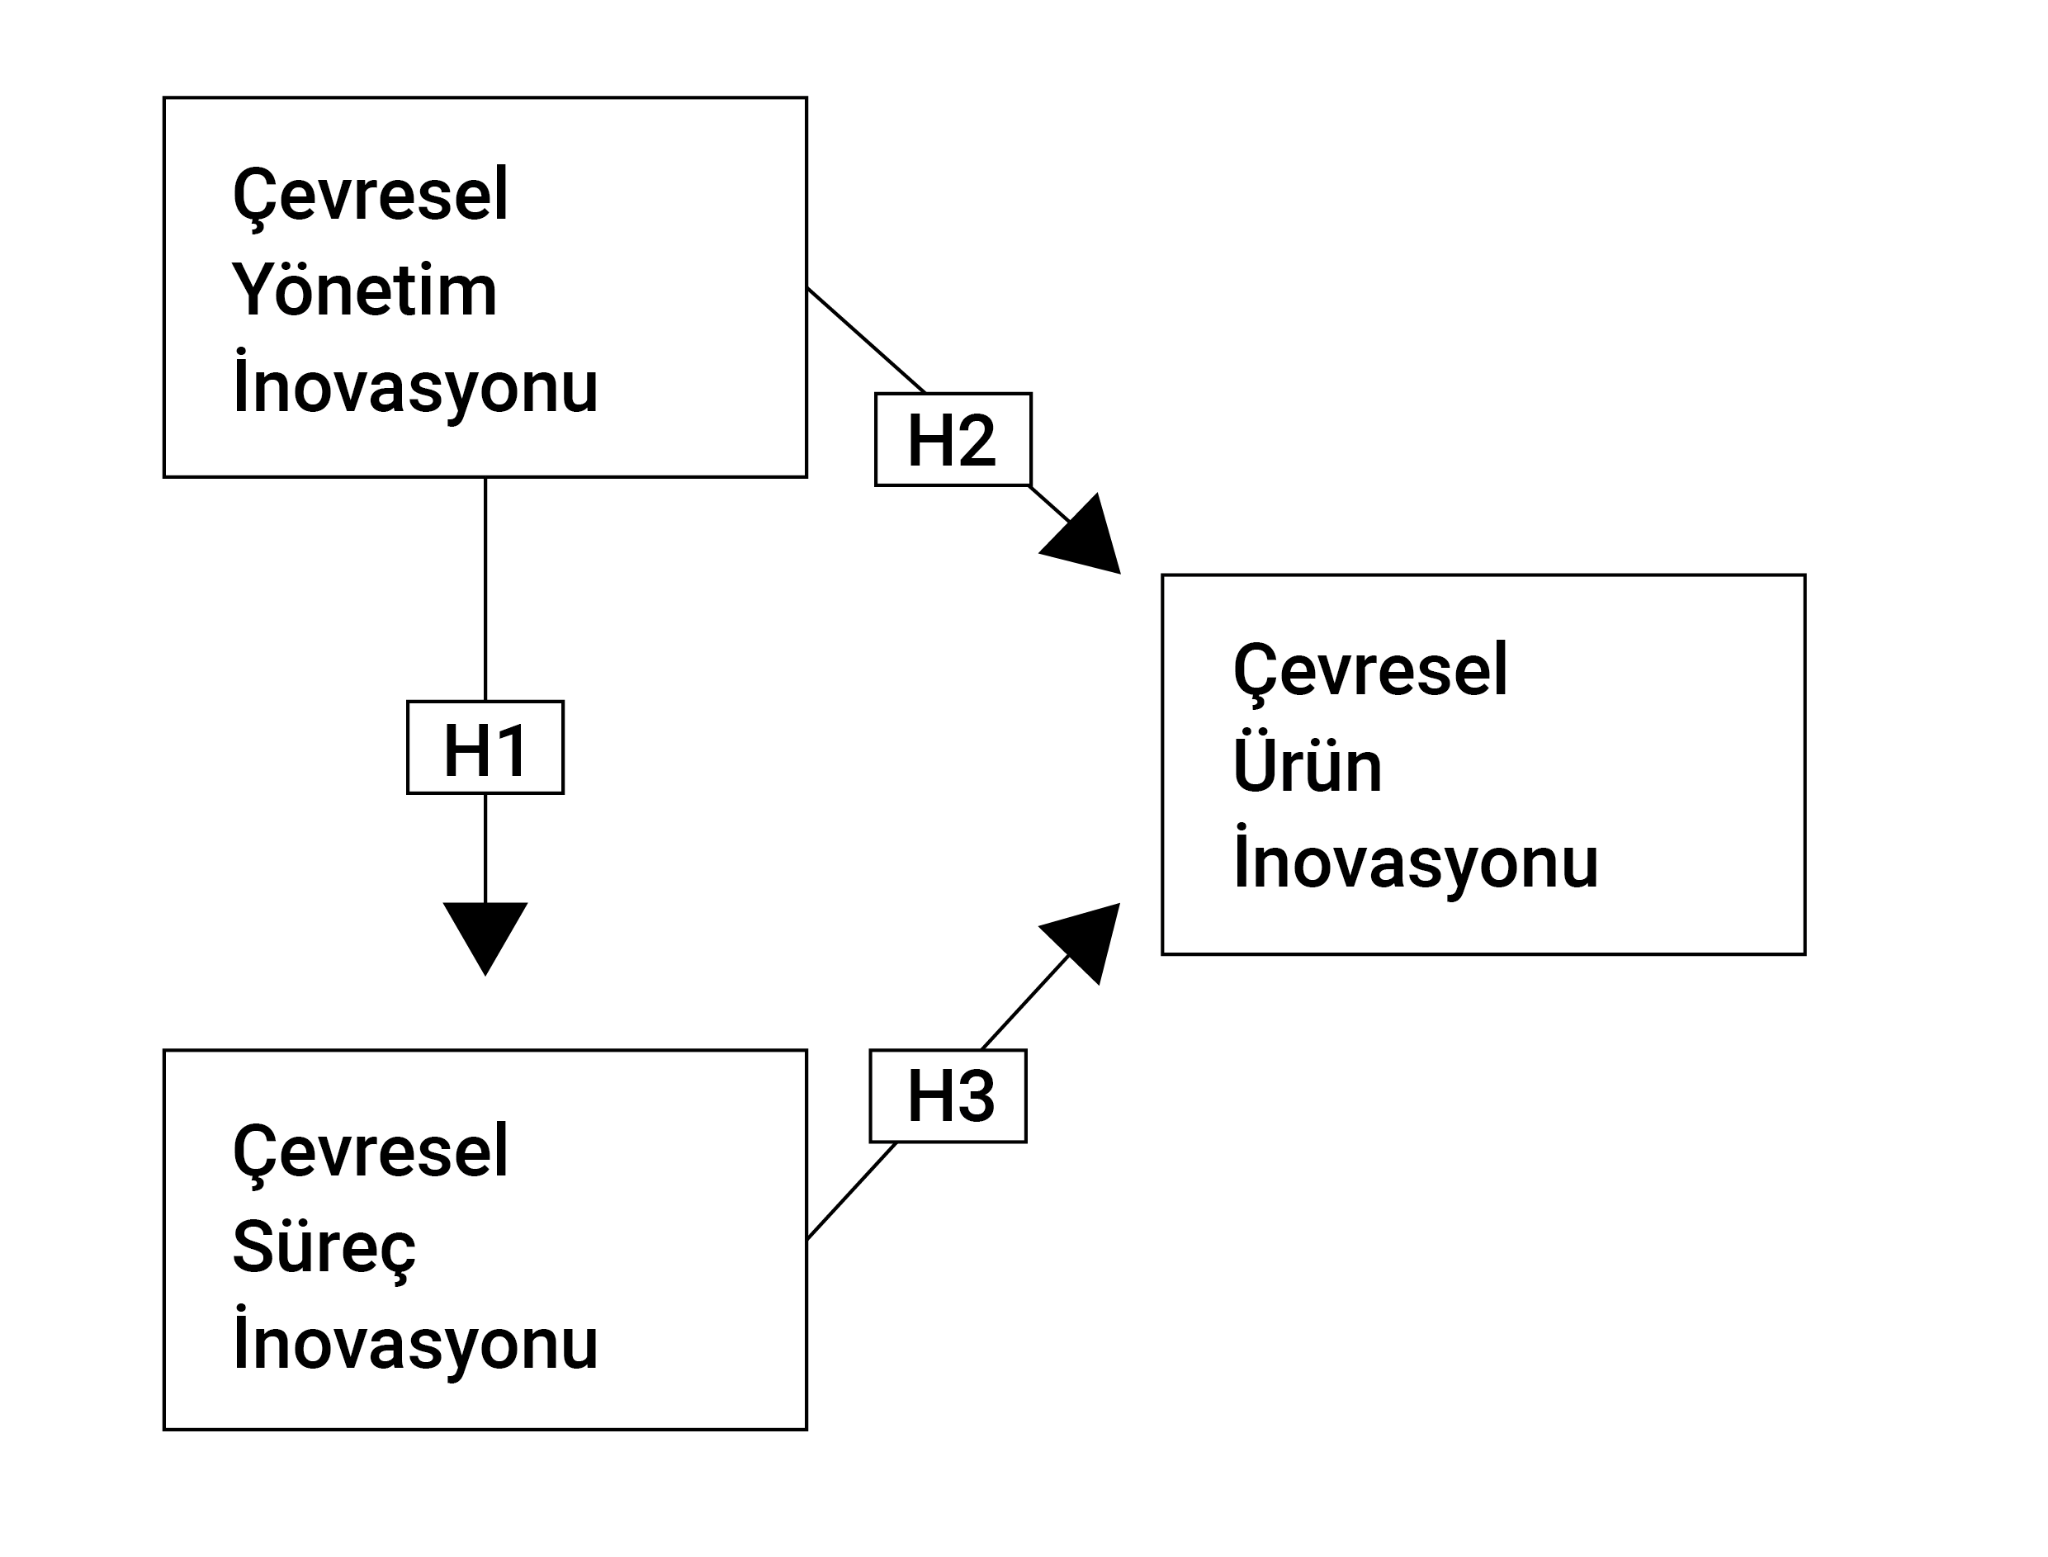 Çevresel
Yönetim
İnovasyonu
H2
H1
Çevresel
Ürün
İnovasyonu
H3
Çevresel
Süreç
İnovasyonu